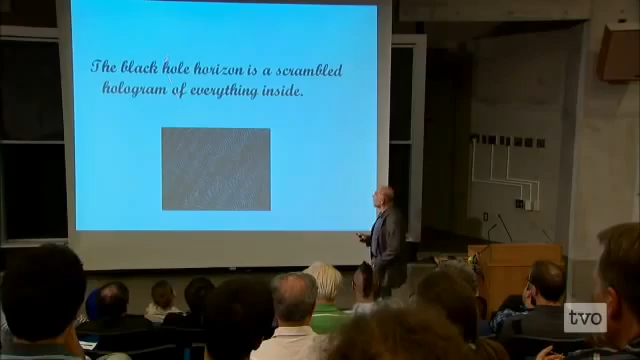 The black hole horizon is a scrambled
hologram of everything inside.
tvo